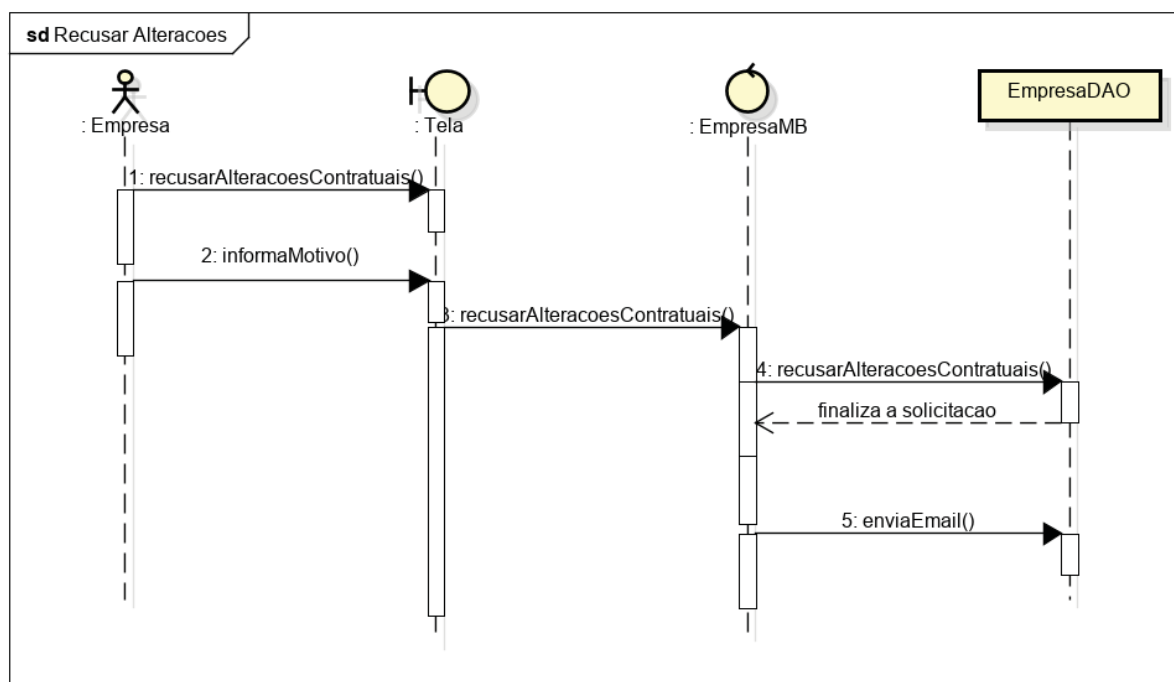 sd Recusar Alteracoes
: Empresa
: Tela
: EmpresaMB
EmpresaDAO
1: recusarAlteracoesContratuais()
2: informaMotivo()
3: recusarAlteracoesContratuais()
4: recusarAlteracoesContratuais()
finaliza a solicitacao
5: enviaEmail()